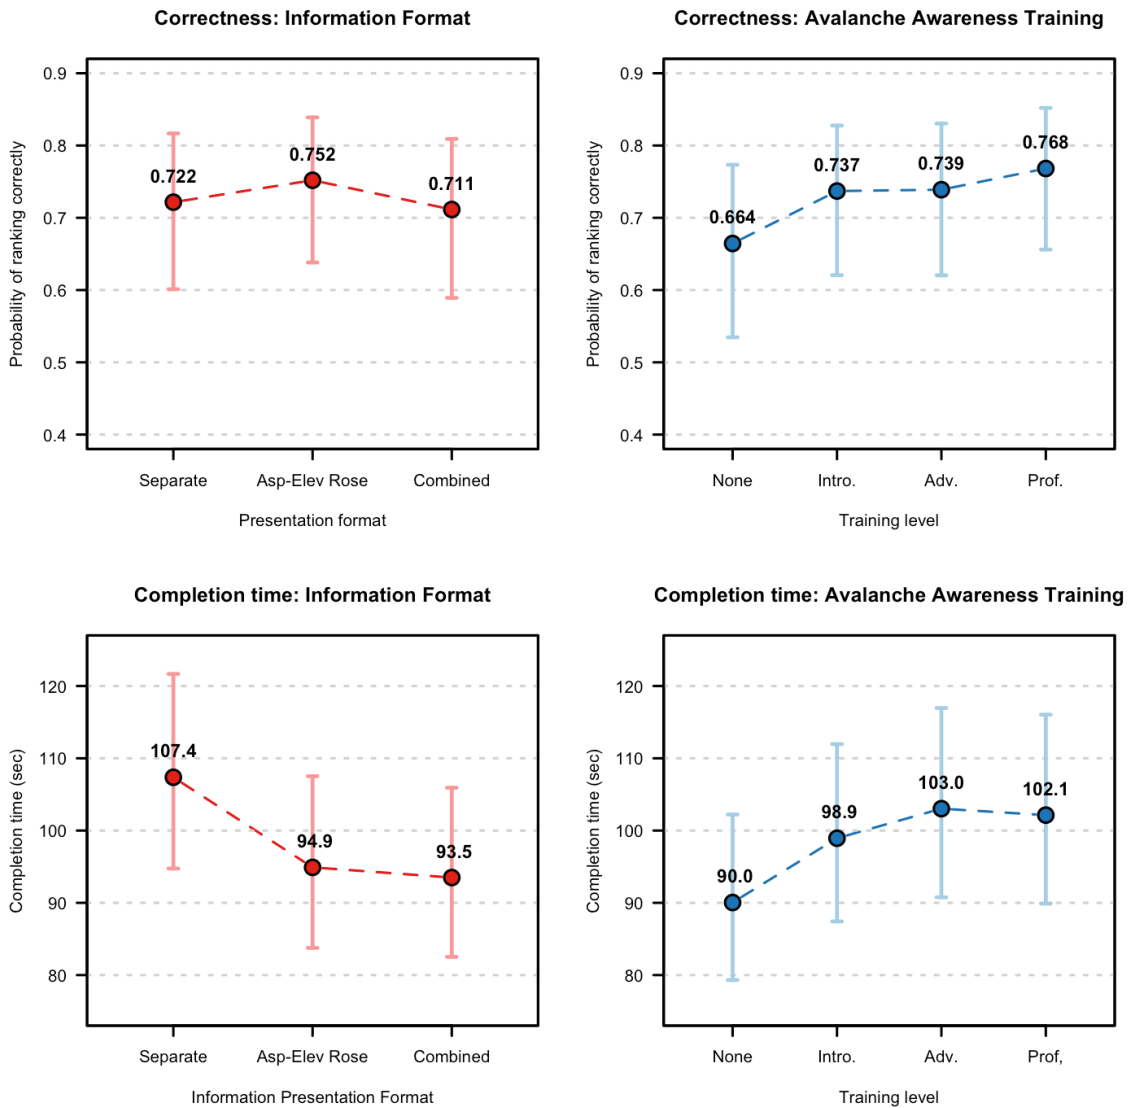 Correctness: Information Format
Probability of ranking correctly
0.9
0.8
0.7
0.6
0.5
0.4
0.722
0.752
0.711
Separate
Asp-Elev Rose
Combined
Presentation format
Correctness: Avalanche Awareness Training
Probability of ranking correctly
0.9
0.8
0.7
0.6
0.5
0.4
0.664
0.737
0.739
0.768
None
Intro.
Adv.
Prof.
Training level
Completion time: Information Format
Completion time (sec)
120
110
100
90
80
107.4
94.9
93.5
Separate
Asp-Elev Rose
Combined
Information Presentation Format
Completion time: Avalanche Awareness Training
Completion time (sec)
120
110
100
90
80
90.0
98.9
103.0
102.1
None
Intro.
Adv.
Prof,
Training level